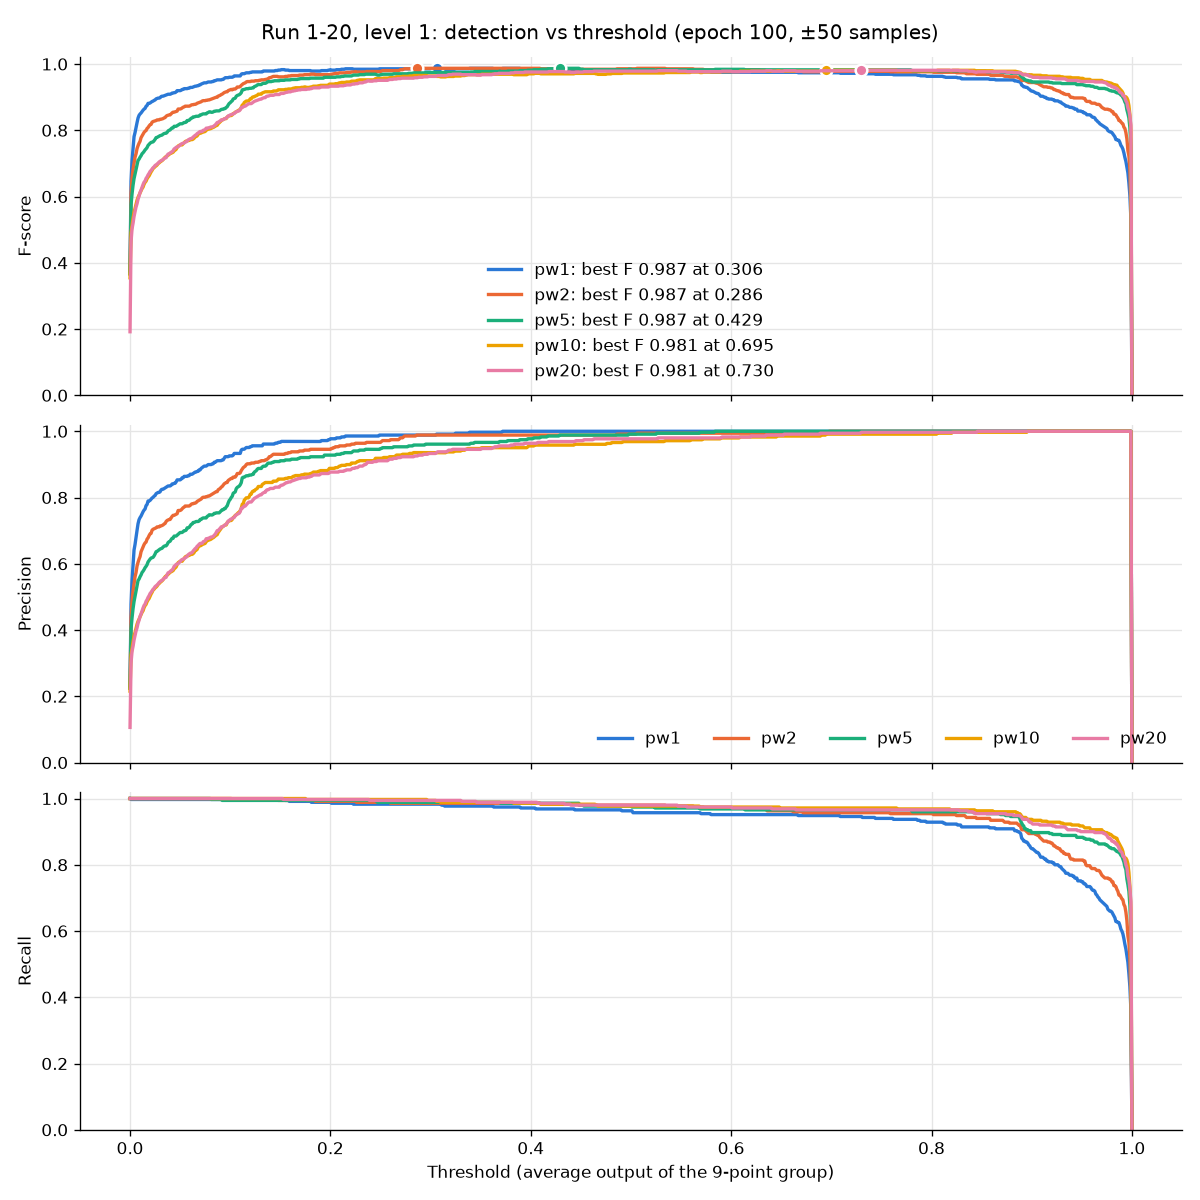 Run 1-20, level 1: detection vs threshold (epoch 100, ±50 samples)
1.0
0.8
0.6
0.4
0.2
0.0
F-score
pw1: best F 0.987 at 0.306
pw2: best F 0.987 at 0.286
pw5: best F 0.987 at 0.429
pw10: best F 0.981 at 0.695
pw20: best F 0.981 at 0.730
1.0
0.8
0.6
0.4
0.2
0.0
Precision
pw1 pw2 pw5 pw10 pw20
1.0
0.8
0.6
0.4
0.2
0.0
Recall
0.0 0.2 0.4 0.6 0.8 1.0
Threshold (average output of the 9-point group)